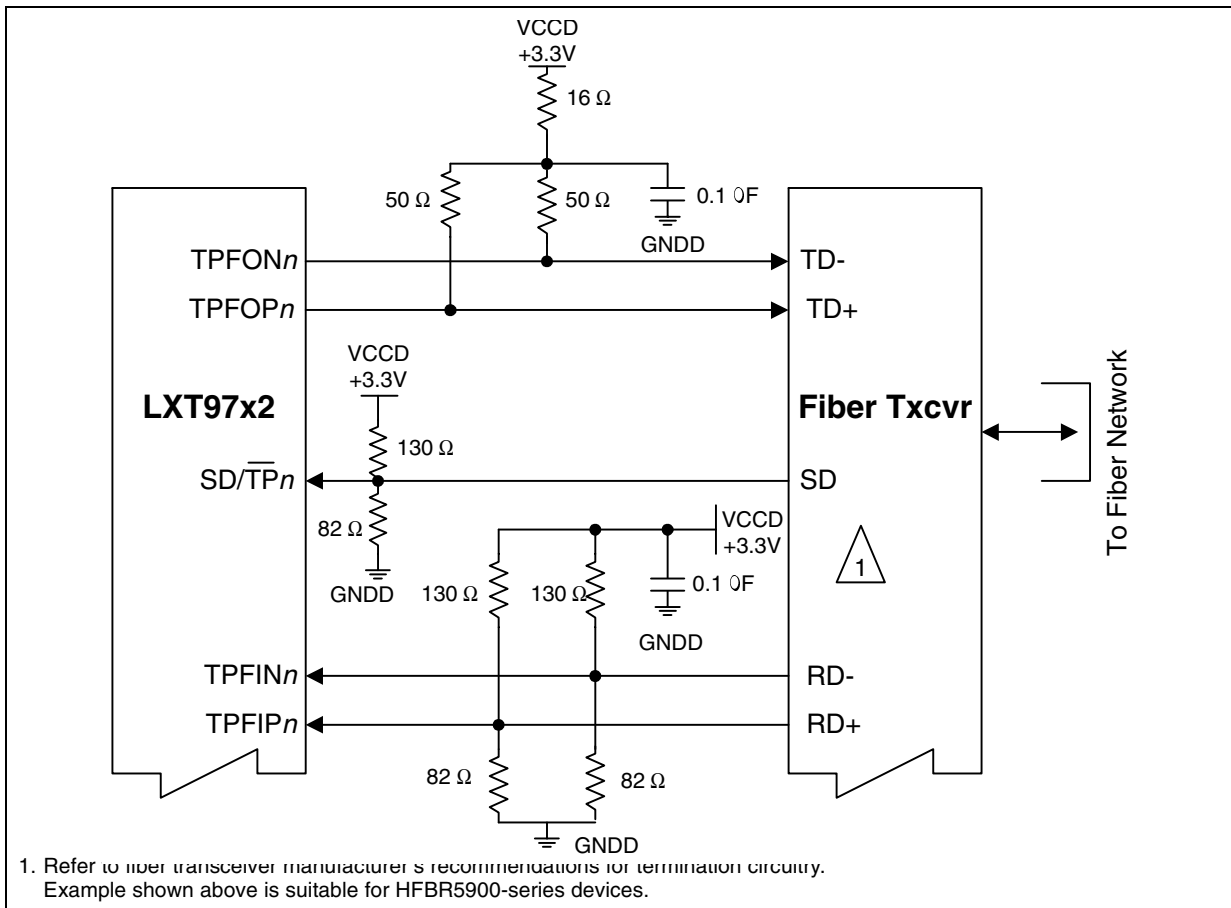 VCCD
+3.3V
16 Ω
50 Ω
50 Ω
0.1 F
GNDD
TPFONn
TD-
TPFOPn
TD+
VCCD
+3.3V
LXT97x2
Fiber Txcvr
To Fiber Network
130 Ω
SD/T̅P̅n
SD
82 Ω
GNDD
VCCD
+3.3V
1
130 Ω
130 Ω
0.1 F
GNDD
TPFINn
RD-
TPFIPn
RD+
82 Ω
82 Ω
GNDD
1. Refer to fiber transceiver manufacturer's recommendations for termination circuitry.
Example shown above is suitable for HFBR5900-series devices.